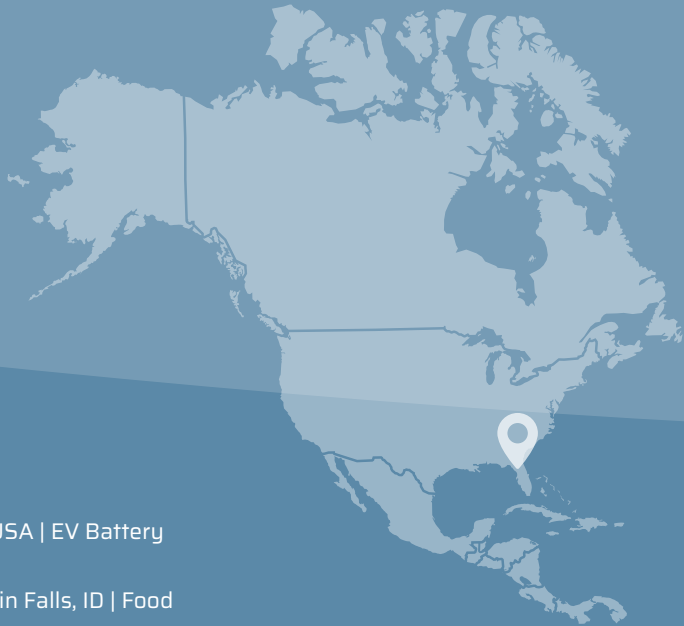 USA | EV Battery
in Falls, ID | Food